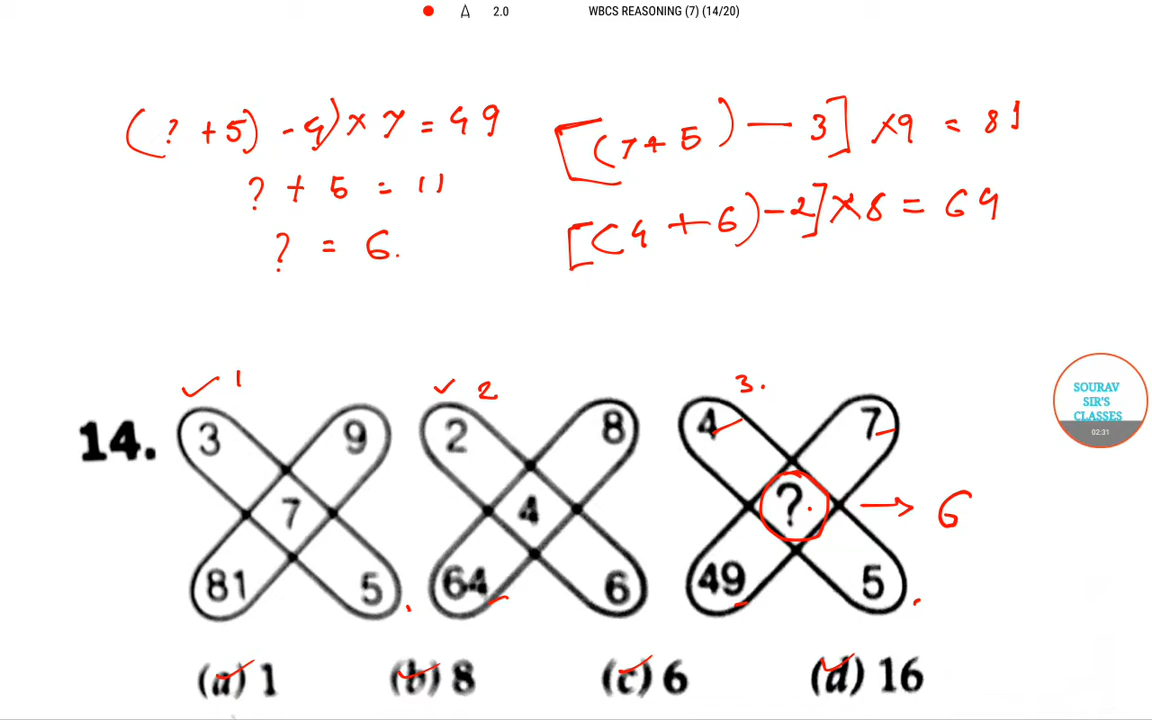 A 2.0 WBCS REASONING (7) (14/20)
(? + 5) - 4) × 7 = 49
? + 5 = 11
? = 6.
[(7 + 5) - 3] × 9 = 81
[(4 + 6) - 2] × 8 = 64
1 2 3.
14. 3 9 2 8 4 7
7 4 ?. → 6
81 5 64 6 49 5
(a) 1 (b) 8 (c) 6 (d) 16
SOURAV
SIR'S
CLASSES
02:31